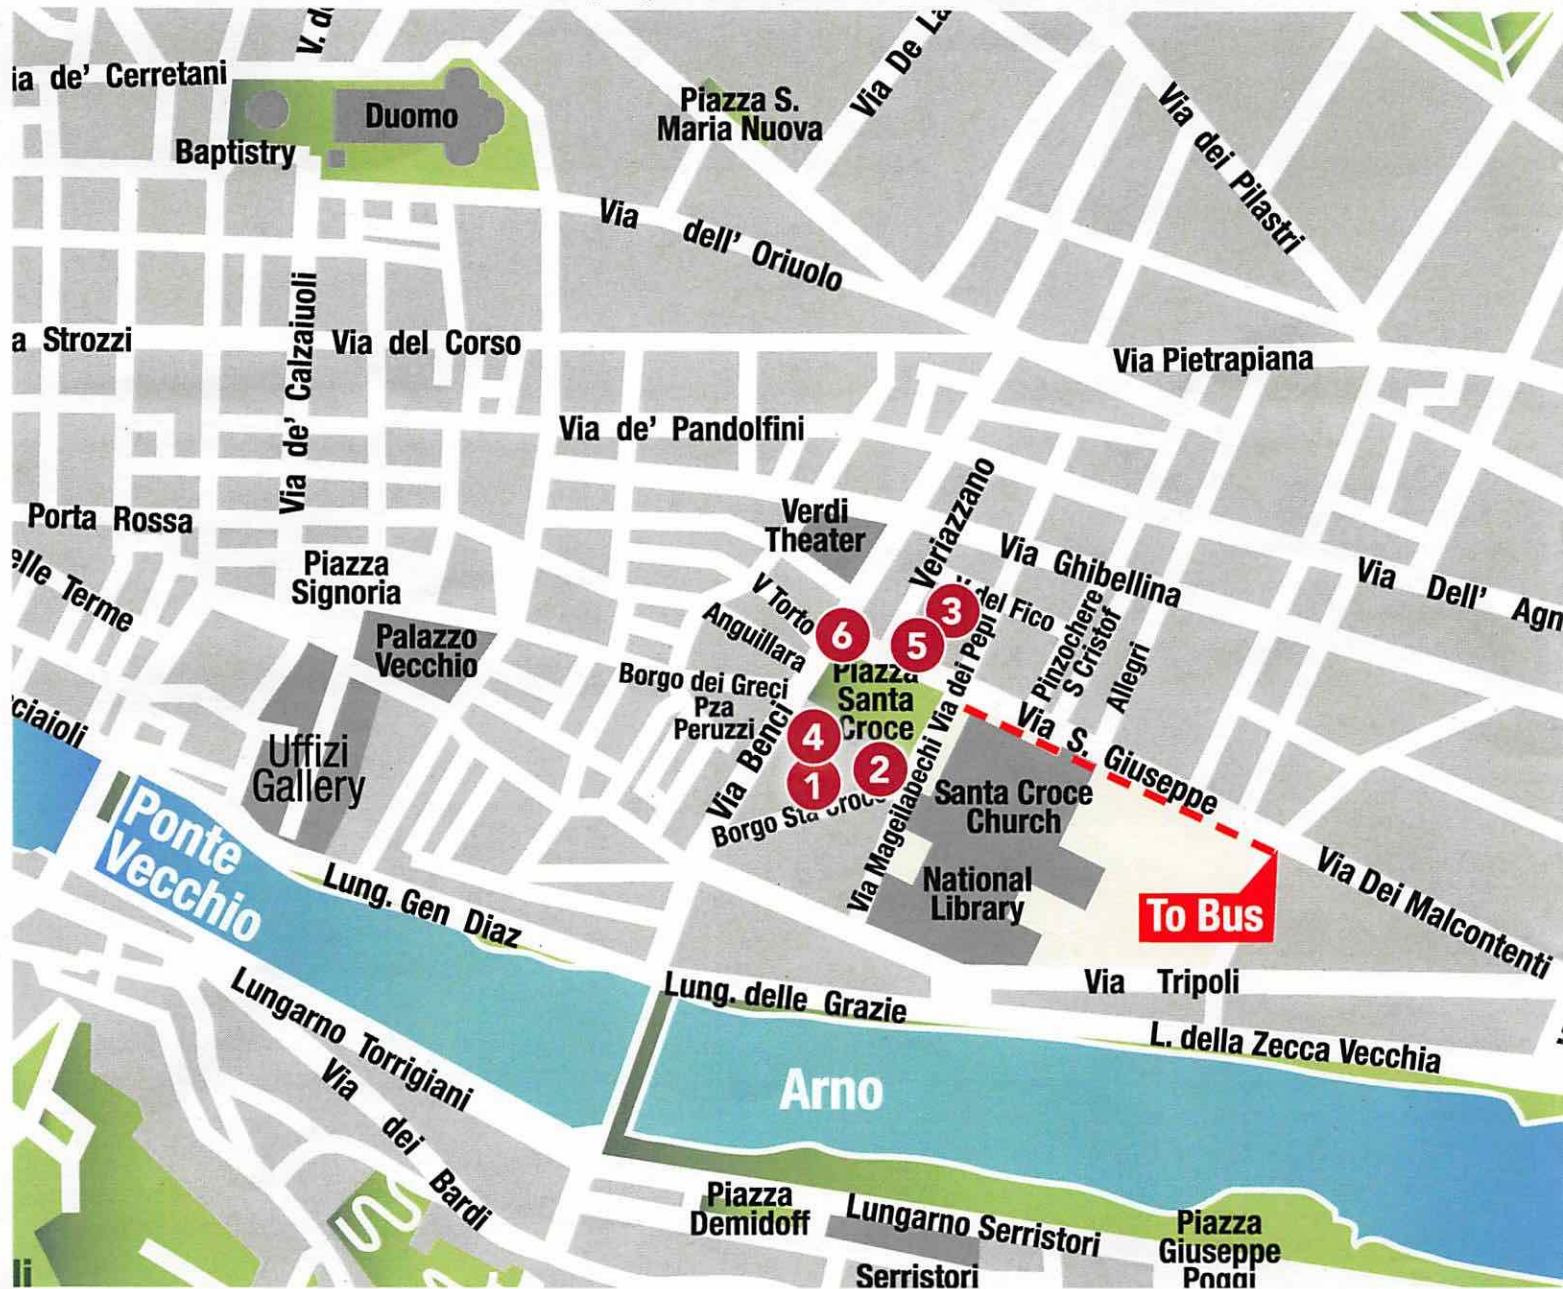 V. de
ia de' Cerretani
Duomo
Baptistry
Piazza S.
Maria Nuova
Via De La
Via dei Pilastri
Via dell' Oriuolo
a Strozzi
Via de' Calzaiuoli
Via del Corso
Via Pietrapiana
Via de' Pandolfini
Porta Rossa
Verdi
Theater
Veriazzano
Via Ghibellina
Via Dell' Agn
elle Terme
Piazza
Signoria
V Torto
Anguillara
6
5
3
V. del Fico
Pinzochere
S Cristof
Allegri
Palazzo
Vecchio
Borgo dei Greci
Pza
Peruzzi
Piazza
Santa
Croce
Via dei Pepi
Via S. Giuseppe
cciaioli
Uffizi
Gallery
Via Benci
4
1
2
Borgo Sta Croce
Via Mageilabechi
Santa Croce
Church
National
Library
To Bus
Via Dei Malcontenti
Ponte
Vecchio
Lung. Gen Diaz
Via Tripoli
Lungarno Torrigiani
Lung. delle Grazie
L. della Zecca Vecchia
Via dei Bardi
Arno
Piazza
Demidoff
Lungarno Serristori
Serristori
Piazza
Giuseppe
Poggi
li